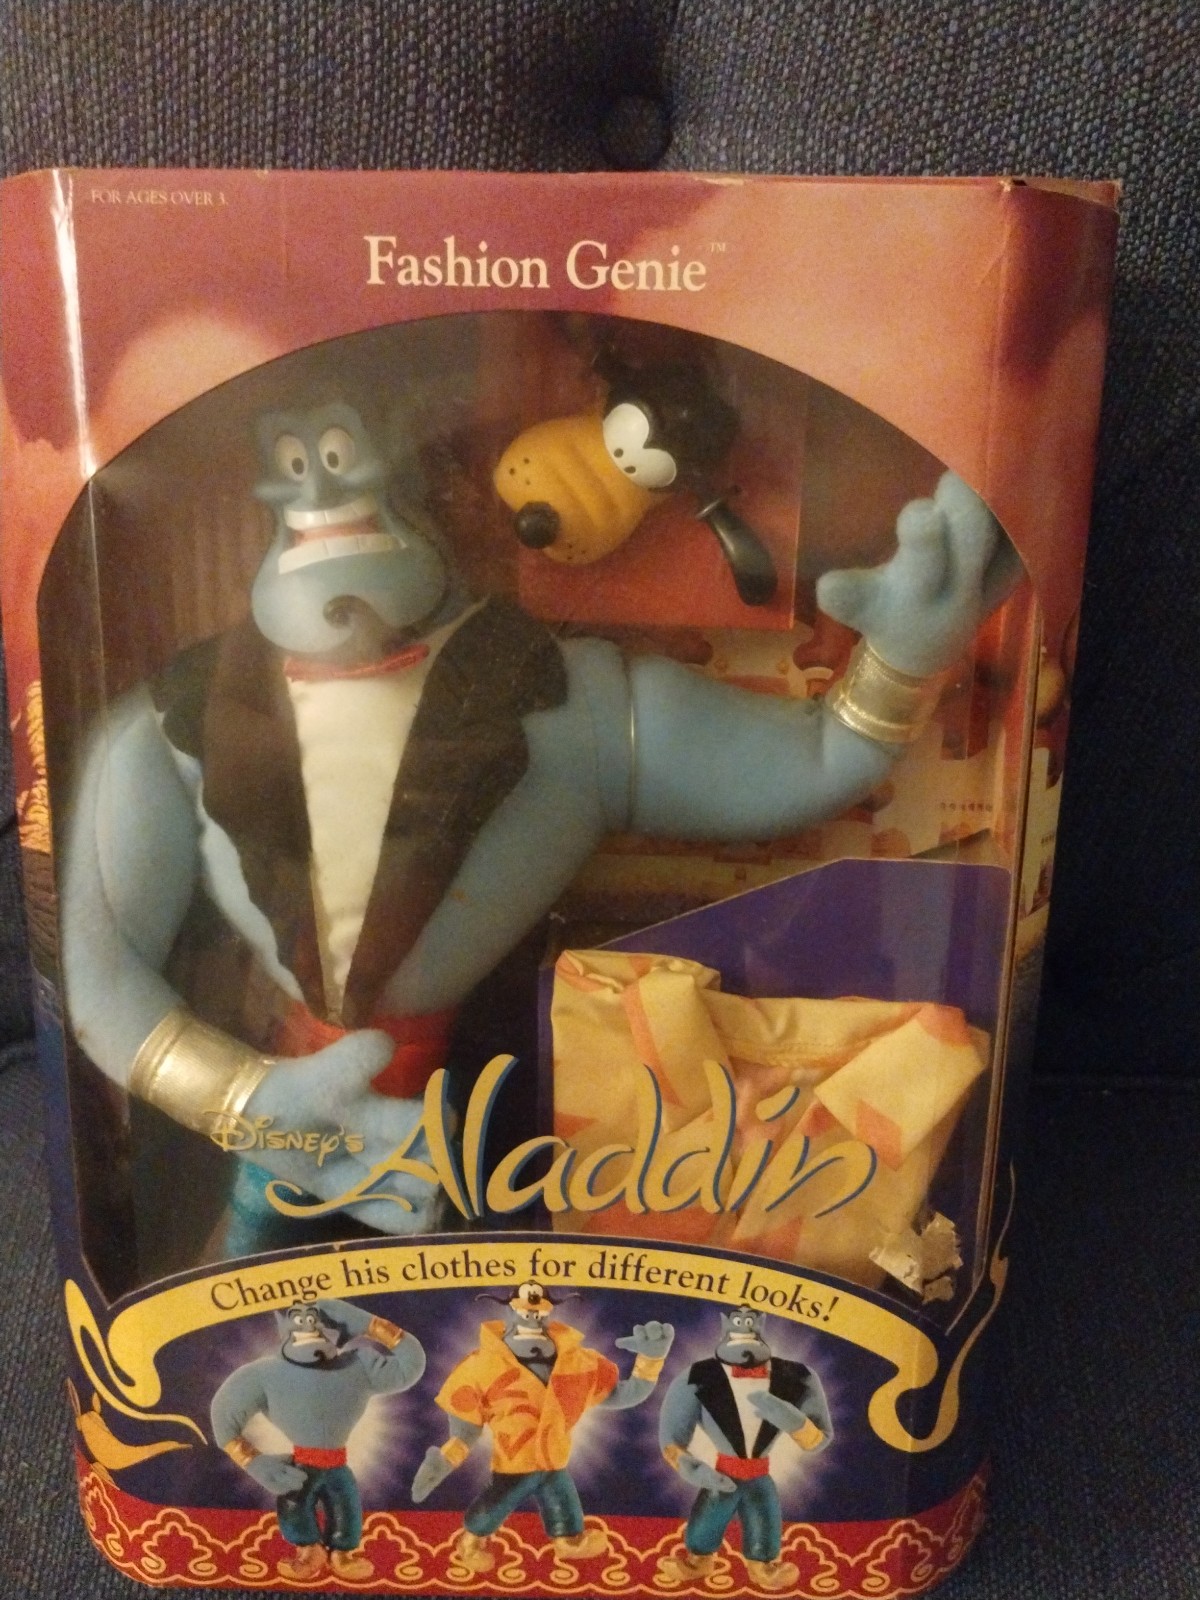 FOR AGES OVER 3.
Fashion Genie™
DISNEY'S Aladdin
Change his clothes for different looks!